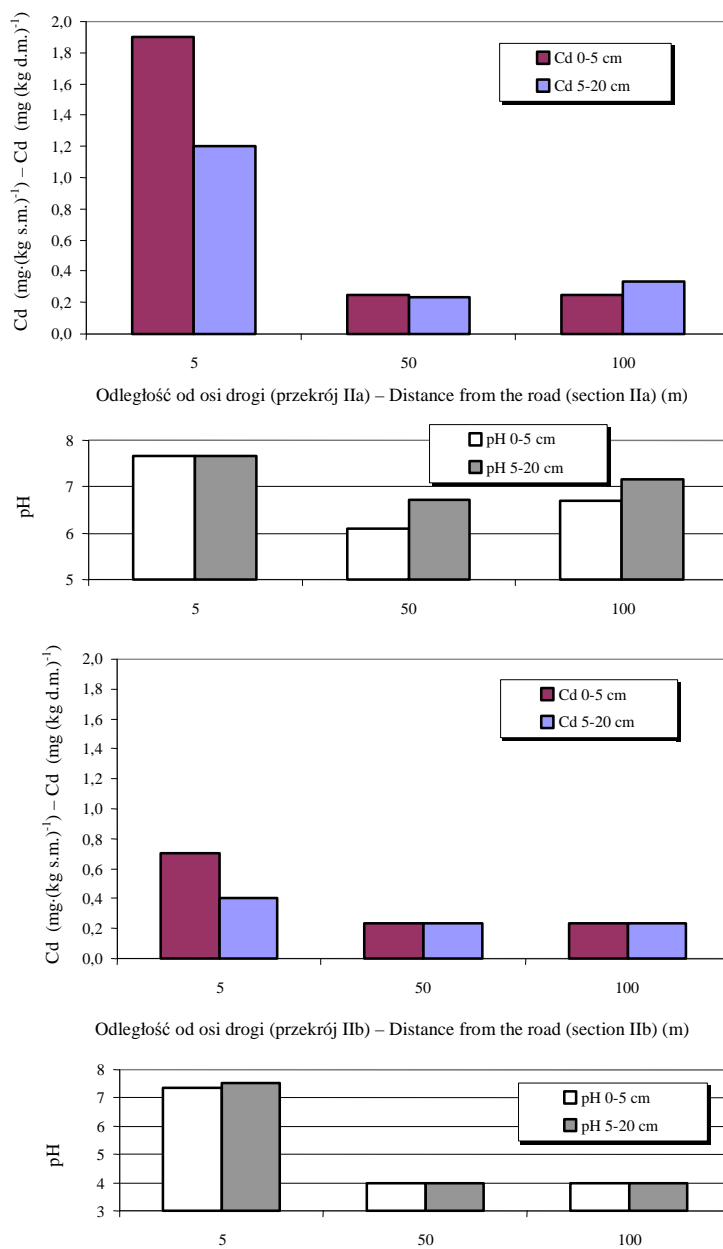 Cd (mg·(kg s.m.)-1) – Cd (mg (kg d.m.)-1)
2,0
1,8
1,6
1,4
1,2
1,0
0,8
0,6
0,4
0,2
0,0
Cd 0-5 cm
Cd 5-20 cm
5 50 100
Odległość od osi drogi (przekrój IIa) – Distance from the road (section IIa) (m)
pH
8
7
6
5
pH 0-5 cm
pH 5-20 cm
5 50 100
Cd (mg·(kg s.m.)-1) – Cd (mg (kg d.m.)-1)
2,0
1,8
1,6
1,4
1,2
1,0
0,8
0,6
0,4
0,2
0,0
Cd 0-5 cm
Cd 5-20 cm
5 50 100
Odległość od osi drogi (przekrój IIb) – Distance from the road (section IIb) (m)
pH
8
7
6
5
4
3
pH 0-5 cm
pH 5-20 cm
5 50 100